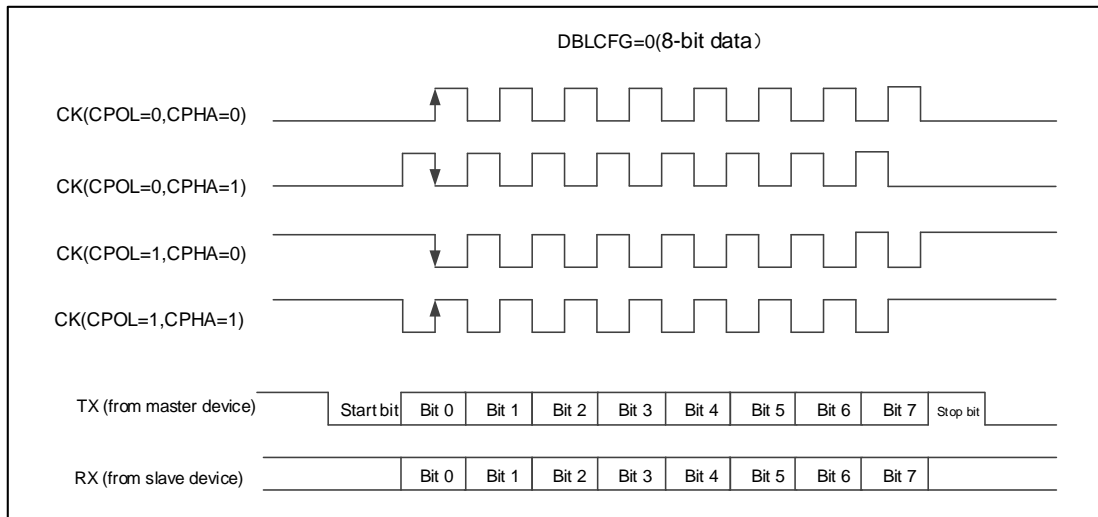 DBLCFG=0(8-bit data）
CK(CPOL=0,CPHA=0)
CK(CPOL=0,CPHA=1)
CK(CPOL=1,CPHA=0)
CK(CPOL=1,CPHA=1)
TX (from master device) Start bit Bit 0 Bit 1 Bit 2 Bit 3 Bit 4 Bit 5 Bit 6 Bit 7 Stop bit
RX (from slave device) Bit 0 Bit 1 Bit 2 Bit 3 Bit 4 Bit 5 Bit 6 Bit 7